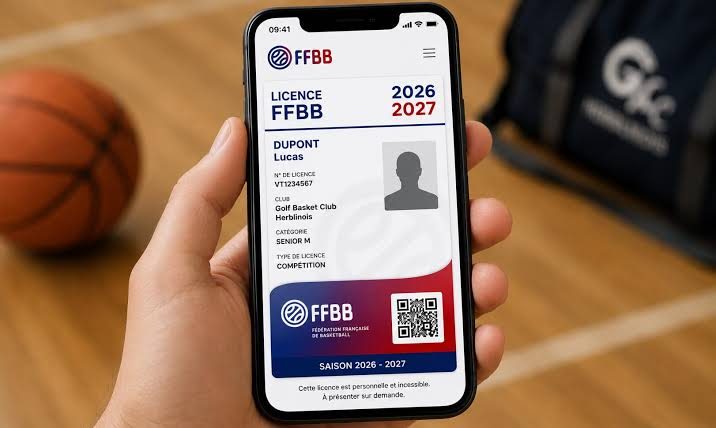 09:41
FFBB
LICENCE
FFBB
2026
2027
DUPONT
Lucas
N° DE LICENCE
VT1234567
CLUB
Golf Basket Club
Herblinois
CATÉGORIE
SENIOR M
TYPE DE LICENCE
COMPÉTITION
FFBB
FÉDÉRATION FRANÇAISE
DE BASKETBALL
SAISON 2026 - 2027
Cette licence est personnelle et incessible.
À présenter sur demande.